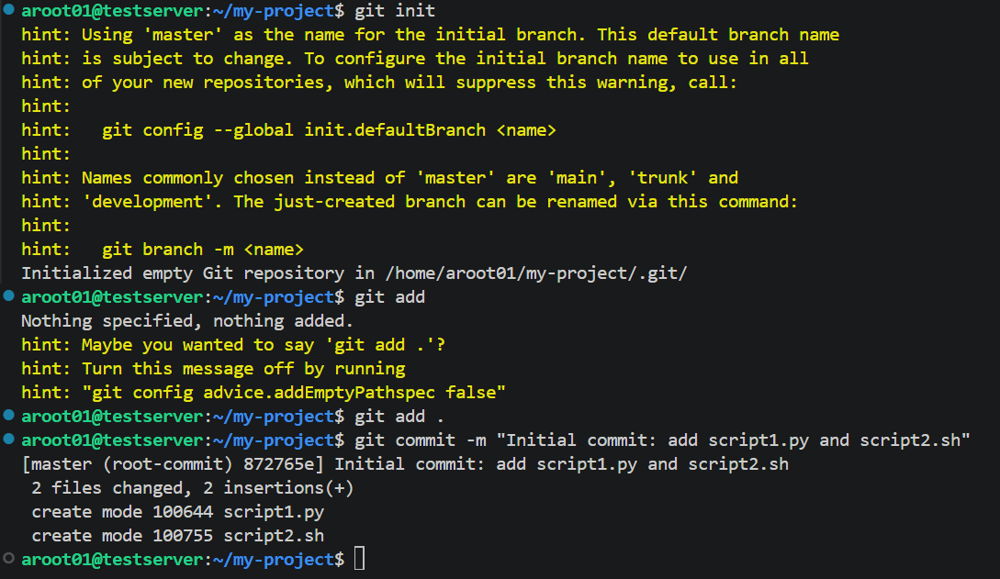 aroot01@testserver:~/my-project$ git init
hint: Using 'master' as the name for the initial branch. This default branch name
hint: is subject to change. To configure the initial branch name to use in all
hint: of your new repositories, which will suppress this warning, call:
hint:
hint:   git config --global init.defaultBranch <name>
hint:
hint: Names commonly chosen instead of 'master' are 'main', 'trunk' and
hint: 'development'. The just-created branch can be renamed via this command:
hint:
hint:   git branch -m <name>
Initialized empty Git repository in /home/aroot01/my-project/.git/
aroot01@testserver:~/my-project$ git add
Nothing specified, nothing added.
hint: Maybe you wanted to say 'git add .'?
hint: Turn this message off by running
hint: "git config advice.addEmptyPathspec false"
aroot01@testserver:~/my-project$ git add .
aroot01@testserver:~/my-project$ git commit -m "Initial commit: add script1.py and script2.sh"
[master (root-commit) 872765e] Initial commit: add script1.py and script2.sh
 2 files changed, 2 insertions(+)
 create mode 100644 script1.py
 create mode 100755 script2.sh
aroot01@testserver:~/my-project$